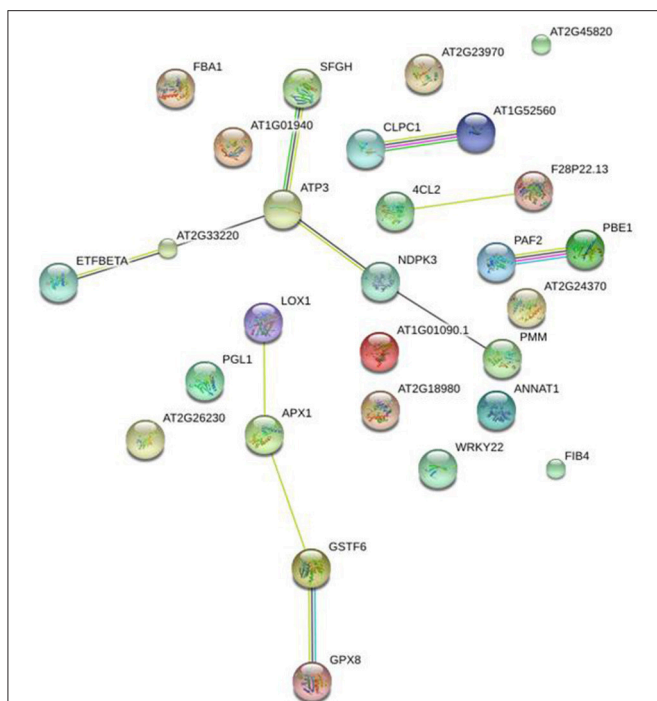 AT2G45820
FBA1
SFGH
AT2G23970
AT1G01940
CLPC1
AT1G52560
ATP3
4CL2
F28P22.13
AT2G33220
ETFBETA
NDPK3
PAF2
PBE1
AT2G24370
LOX1
AT1G01090.1
PMM
PGL1
AT2G18980
ANNAT1
AT2G26230
APX1
WRKY22
FIB4
GSTF6
GPX8